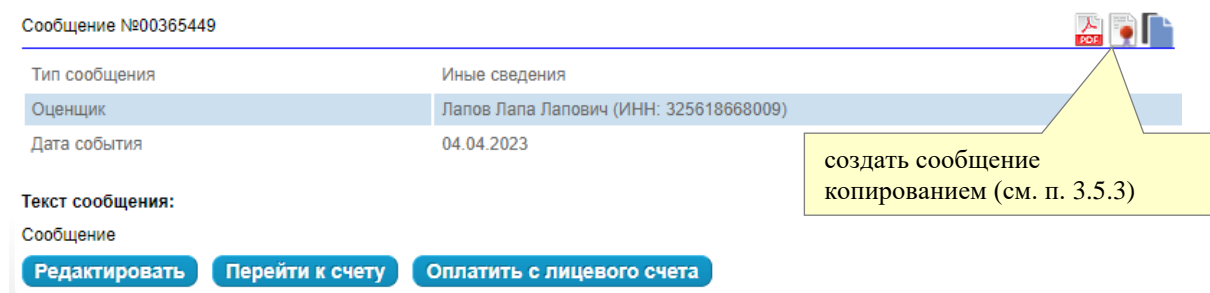 Сообщение №00365449
PDF
Тип сообщения Иные сведения
Оценщик Лапов Лапа Лапович (ИНН: 325618668009)
Дата события 04.04.2023
создать сообщение
копированием (см. п. 3.5.3)
Текст сообщения:
Сообщение
Редактировать Перейти к счету Оплатить с лицевого счета